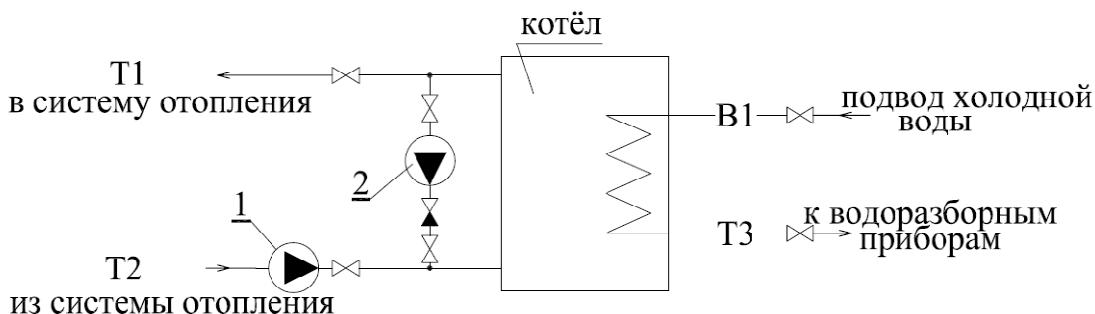 котёл
Т1
в систему отопления
подвод холодной
В1
воды
2
1
к водоразборным
Т3
приборам
Т2
из системы отопления